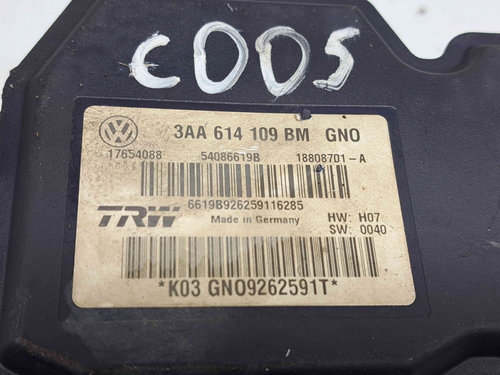 C005
3AA 614 109 BM GNO
17654088 54086619B 18808701-A
6619B926259116285
TRW Made in Germany HW: H07
SW: 0040
*K03 GNO9262591T*